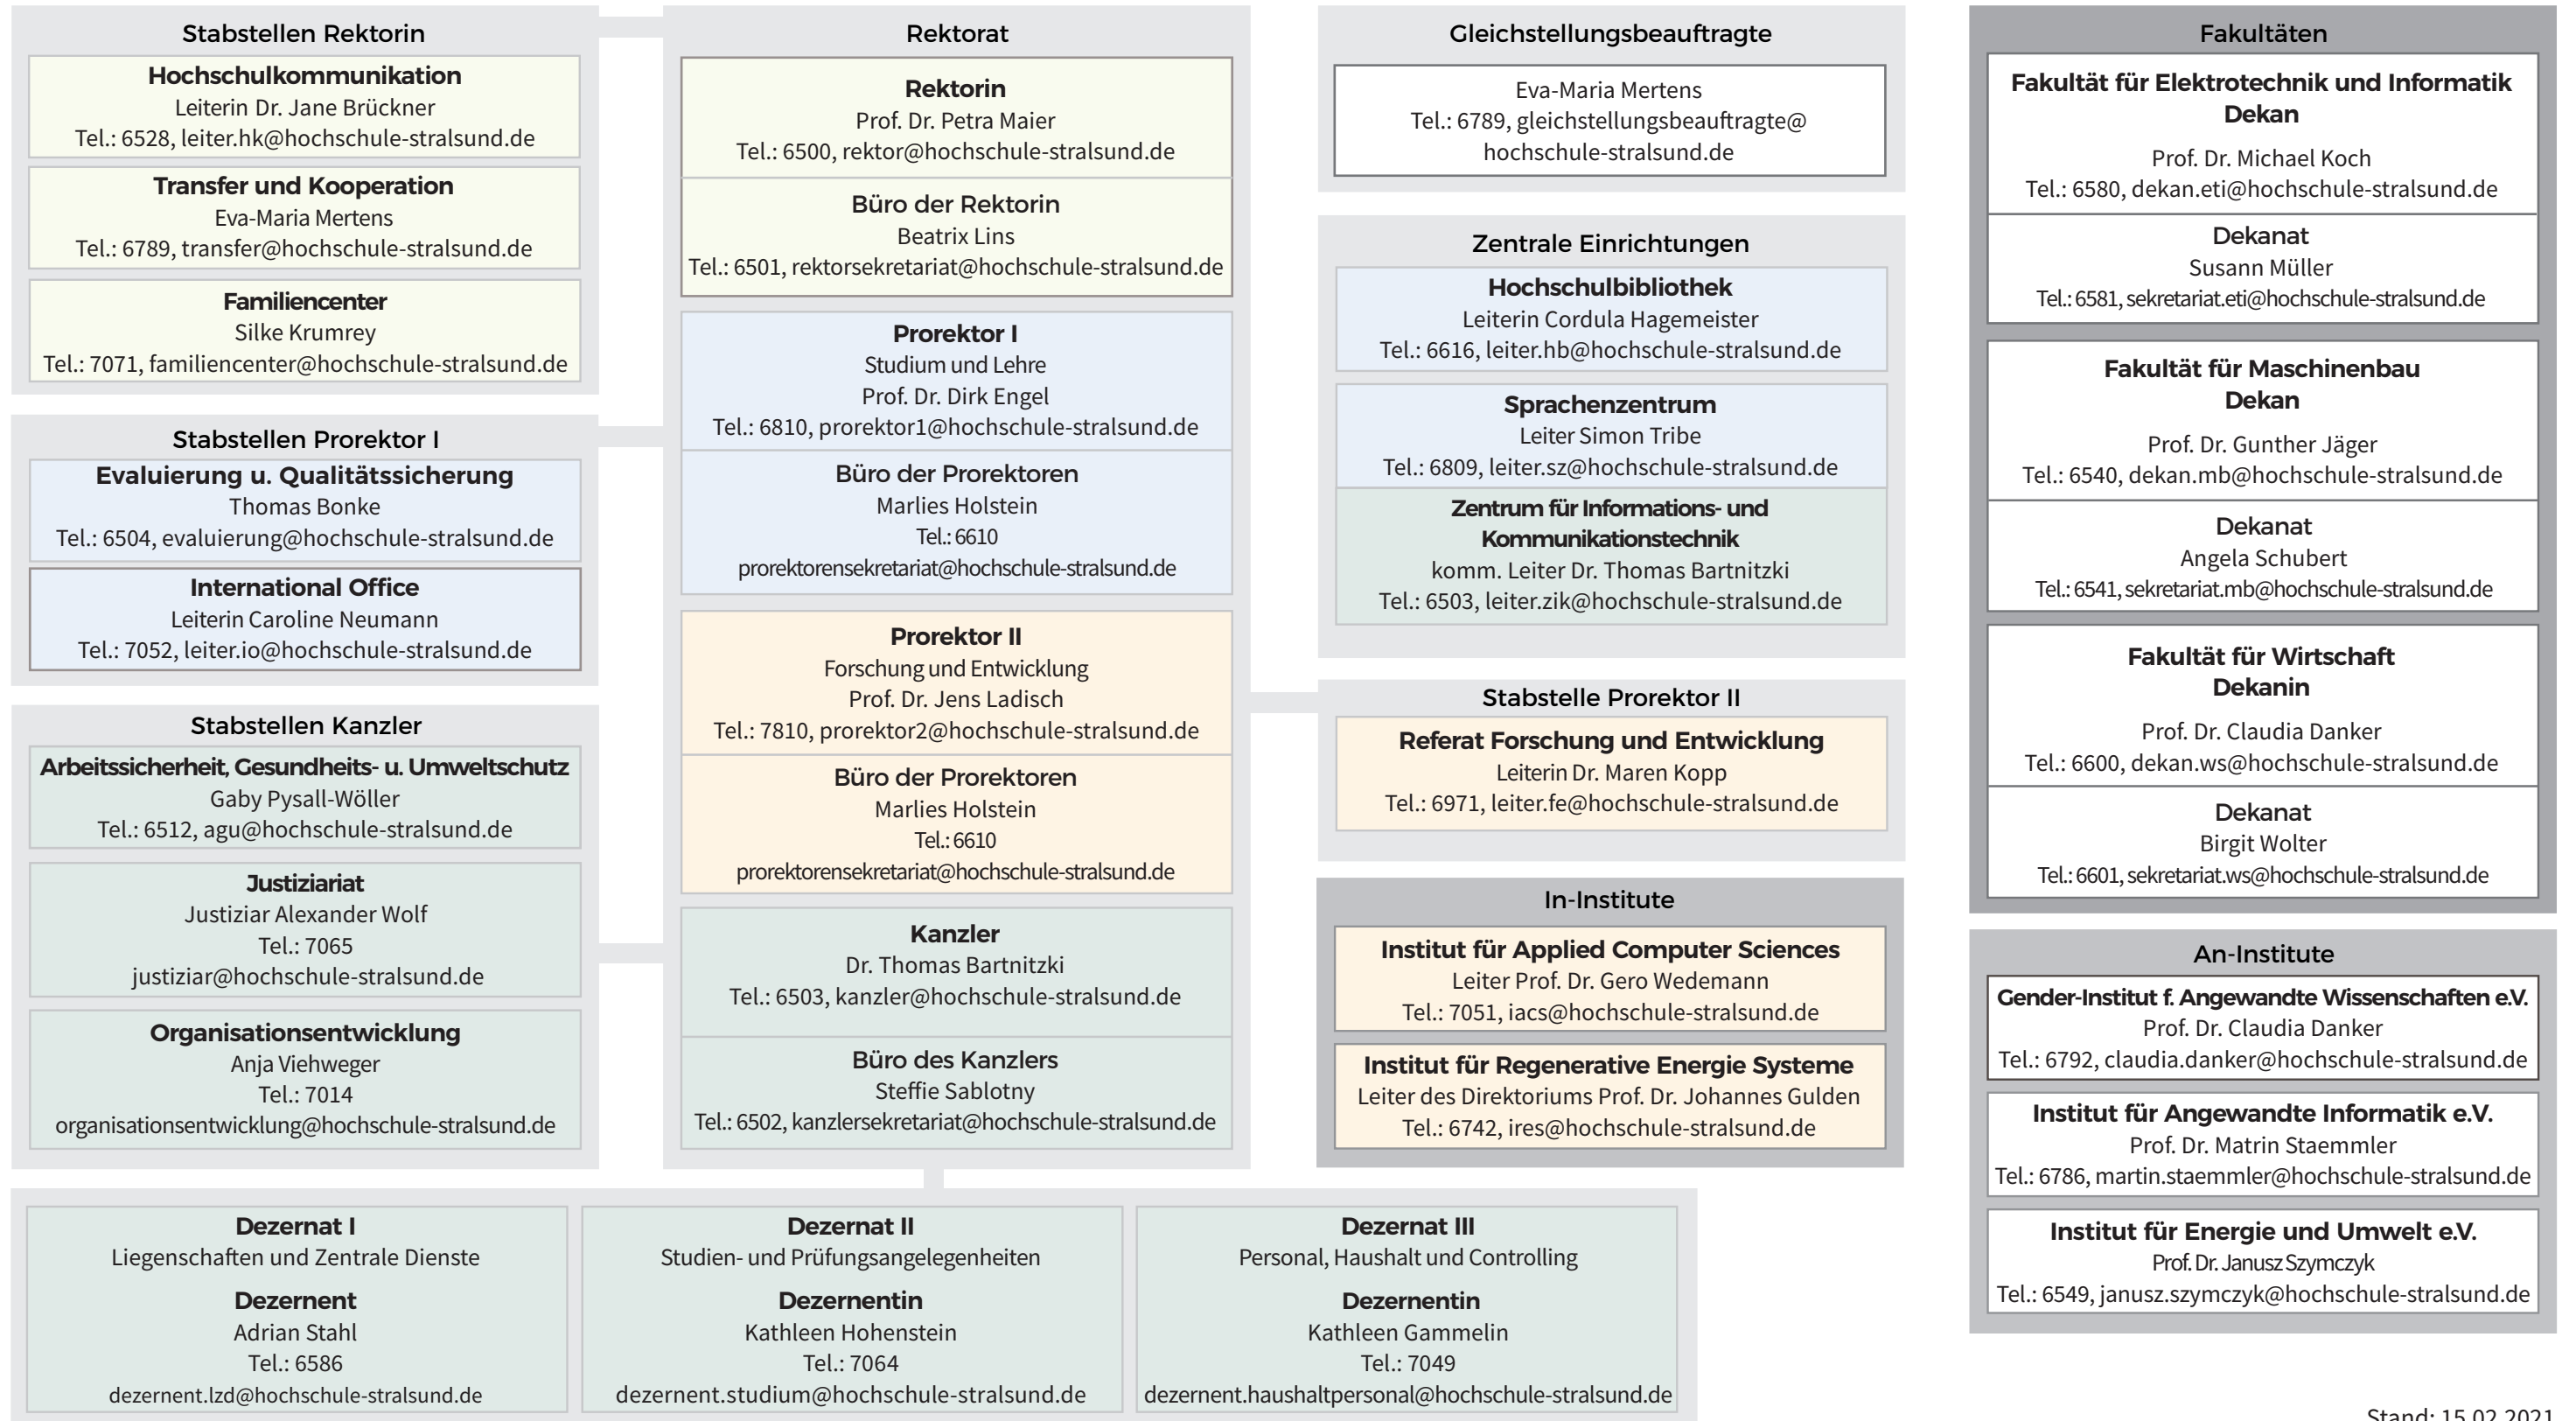 Stabstellen Rektorin
Hochschulkommunikation
Leiterin Dr. Jane Brückner
Tel.: 6528, leiter.hk@hochschule-stralsund.de
Transfer und Kooperation
Eva-Maria Mertens
Tel.: 6789, transfer@hochschule-stralsund.de
Familiencenter
Silke Krumrey
Tel.: 7071, familiencenter@hochschule-stralsund.de
Stabstellen Prorektor I
Evaluierung u. Qualitätssicherung
Thomas Bonke
Tel.: 6504, evaluierung@hochschule-stralsund.de
International Office
Leiterin Caroline Neumann
Tel.: 7052, leiter.io@hochschule-stralsund.de
Stabstellen Kanzler
Arbeitssicherheit, Gesundheits- u. Umweltschutz
Gaby Pysall-Wöller
Tel.: 6512, agu@hochschule-stralsund.de
Justiziariat
Justiziar Alexander Wolf
Tel.: 7065
justiziar@hochschule-stralsund.de
Organisationsentwicklung
Anja Viehweger
Tel.: 7014
organisationsentwicklung@hochschule-stralsund.de
Rektorat
Rektorin
Prof. Dr. Petra Maier
Tel.: 6500, rektor@hochschule-stralsund.de
Büro der Rektorin
Beatrix Lins
Tel.: 6501, rektorsekretariat@hochschule-stralsund.de
Prorektor I
Studium und Lehre
Prof. Dr. Dirk Engel
Tel.: 6810, prorektor1@hochschule-stralsund.de
Büro der Prorektoren
Marlies Holstein
Tel.: 6610
prorektorensekretariat@hochschule-stralsund.de
Prorektor II
Forschung und Entwicklung
Prof. Dr. Jens Ladisch
Tel.: 7810, prorektor2@hochschule-stralsund.de
Büro der Prorektoren
Marlies Holstein
Tel.: 6610
prorektorensekretariat@hochschule-stralsund.de
Kanzler
Dr. Thomas Bartnitzki
Tel.: 6503, kanzler@hochschule-stralsund.de
Büro des Kanzlers
Steffie Sablotny
Tel.: 6502, kanzlersekretariat@hochschule-stralsund.de
Gleichstellungsbeauftragte
Eva-Maria Mertens
Tel.: 6789, gleichstellungsbeauftragte@
hochschule-stralsund.de
Zentrale Einrichtungen
Hochschulbibliothek
Leiterin Cordula Hagemeister
Tel.: 6616, leiter.hb@hochschule-stralsund.de
Sprachenzentrum
Leiter Simon Tribe
Tel.: 6809, leiter.sz@hochschule-stralsund.de
Zentrum für Informations- und
Kommunikationstechnik
komm. Leiter Dr. Thomas Bartnitzki
Tel.: 6503, leiter.zik@hochschule-stralsund.de
Stabstelle Prorektor II
Referat Forschung und Entwicklung
Leiterin Dr. Maren Kopp
Tel.: 6971, leiter.fe@hochschule-stralsund.de
In-Institute
Institut für Applied Computer Sciences
Leiter Prof. Dr. Gero Wedemann
Tel.: 7051, iacs@hochschule-stralsund.de
Institut für Regenerative Energie Systeme
Leiter des Direktoriums Prof. Dr. Johannes Gulden
Tel.: 6742, ires@hochschule-stralsund.de
Fakultäten
Fakultät für Elektrotechnik und Informatik
Dekan
Prof. Dr. Michael Koch
Tel.: 6580, dekan.eti@hochschule-stralsund.de
Dekanat
Susann Müller
Tel.: 6581, sekretariat.eti@hochschule-stralsund.de
Fakultät für Maschinenbau
Dekan
Prof. Dr. Gunther Jäger
Tel.: 6540, dekan.mb@hochschule-stralsund.de
Dekanat
Angela Schubert
Tel.: 6541, sekretariat.mb@hochschule-stralsund.de
Fakultät für Wirtschaft
Dekanin
Prof. Dr. Claudia Danker
Tel.: 6600, dekan.ws@hochschule-stralsund.de
Dekanat
Birgit Wolter
Tel.: 6601, sekretariat.ws@hochschule-stralsund.de
An-Institute
Gender-Institut f. Angewandte Wissenschaften e.V.
Prof. Dr. Claudia Danker
Tel.: 6792, claudia.danker@hochschule-stralsund.de
Institut für Angewandte Informatik e.V.
Prof. Dr. Matrin Staemmler
Tel.: 6786, martin.staemmler@hochschule-stralsund.de
Institut für Energie und Umwelt e.V.
Prof. Dr. Janusz Szymczyk
Tel.: 6549, janusz.szymczyk@hochschule-stralsund.de
Dezernat I
Liegenschaften und Zentrale Dienste
Dezernent
Adrian Stahl
Tel.: 6586
dezernent.lzd@hochschule-stralsund.de
Dezernat II
Studien- und Prüfungsangelegenheiten
Dezernentin
Kathleen Hohenstein
Tel.: 7064
dezernent.studium@hochschule-stralsund.de
Dezernat III
Personal, Haushalt und Controlling
Dezernentin
Kathleen Gammelin
Tel.: 7049
dezernent.haushaltpersonal@hochschule-stralsund.de
Stand: 15.02.2021